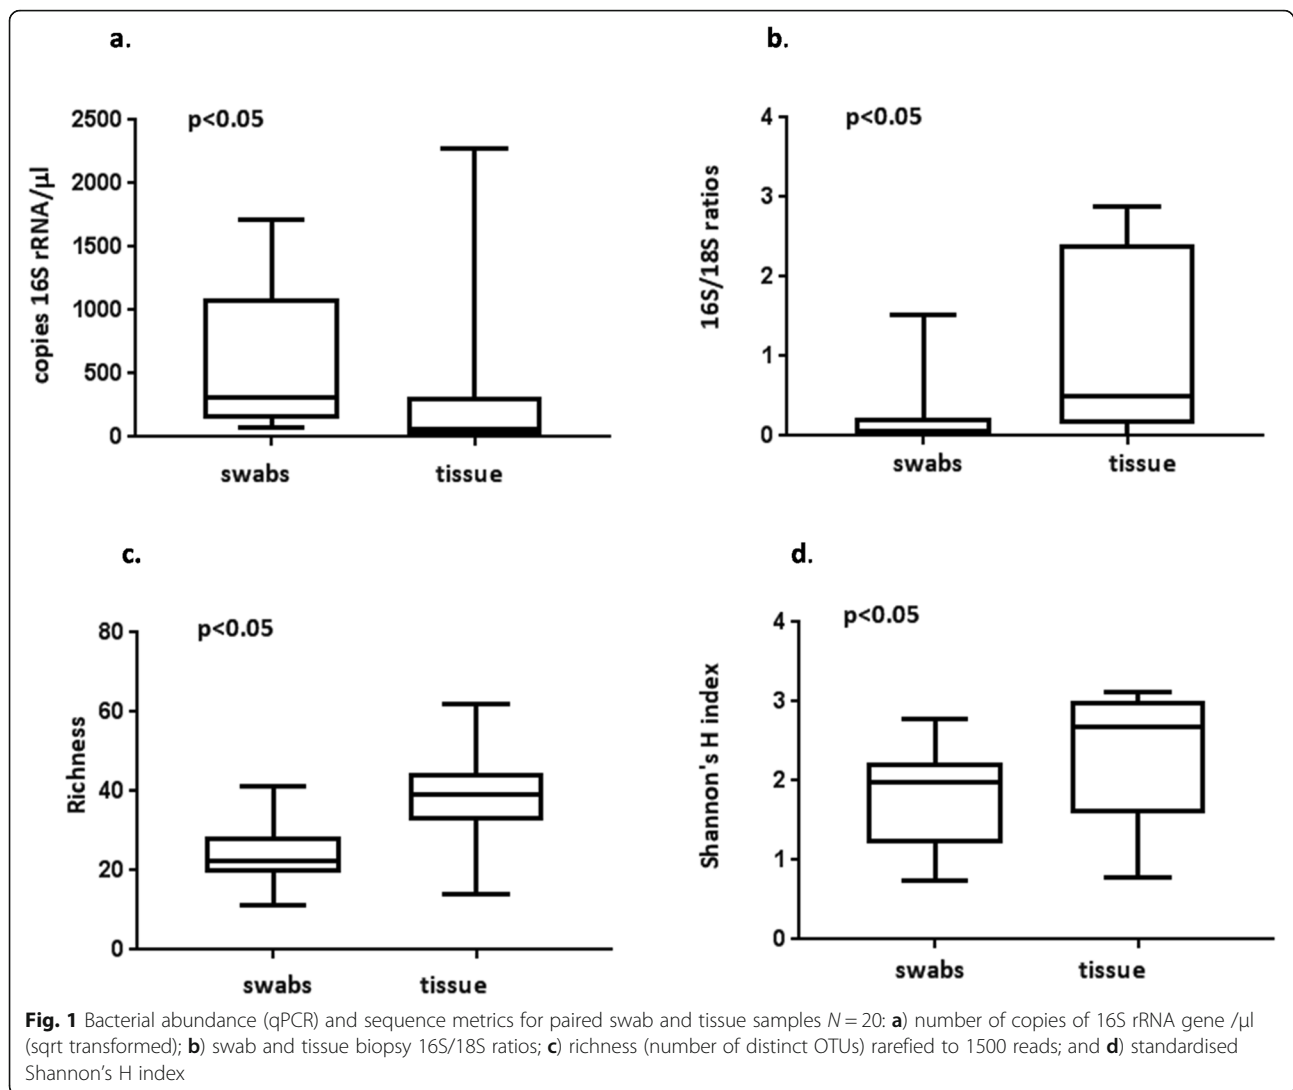 a.
b.
p<0.05
2500
2000
1500
1000
500
0
copies 16S rRNA/µl
swabs
tissue
p<0.05
4
3
2
1
0
16S/18S ratios
swabs
tissue
c.
d.
p<0.05
80
60
40
20
0
Richness
swabs
tissue
p<0.05
4
3
2
1
0
Shannon's H index
swabs
tissue
Fig. 1 Bacterial abundance (qPCR) and sequence metrics for paired swab and tissue samples N = 20: a) number of copies of 16S rRNA gene /µl
(sqrt transformed); b) swab and tissue biopsy 16S/18S ratios; c) richness (number of distinct OTUs) rarefied to 1500 reads; and d) standardised
Shannon's H index